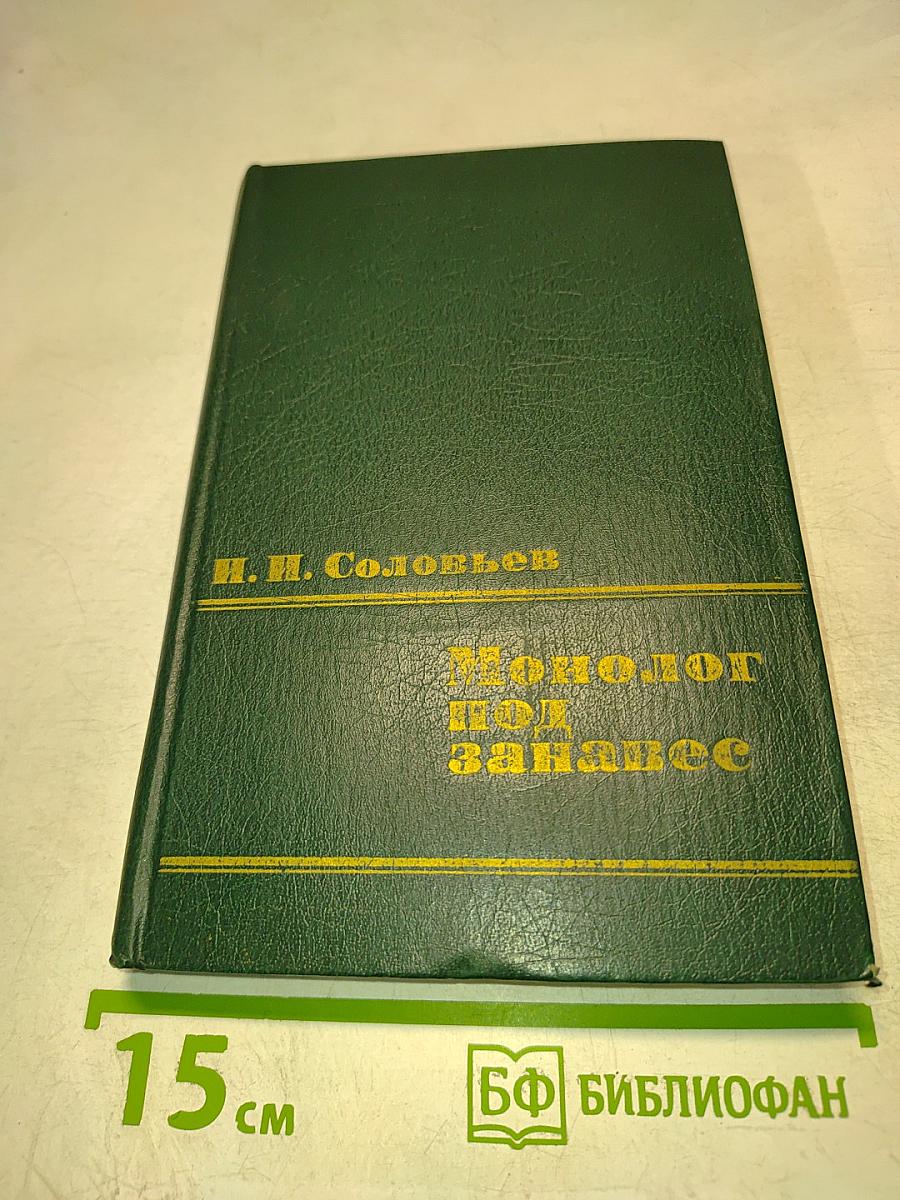 И. И. Соловьев
Монолог
под
занавес
15 см
БФ БИБЛИОФАН